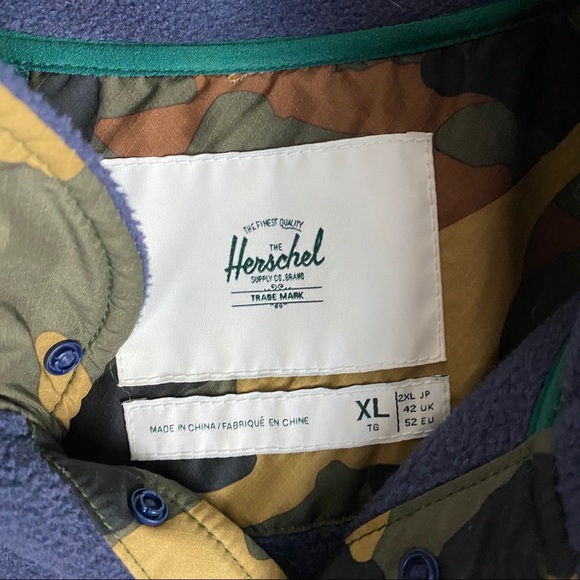 THE FINEST QUALITY
THE
Herschel
SUPPLY CO. BRAND
TRADE MARK
MADE IN CHINA/FABRIQUÉ EN CHINE
XL
TG
2XL JP
42 UK
52 EU